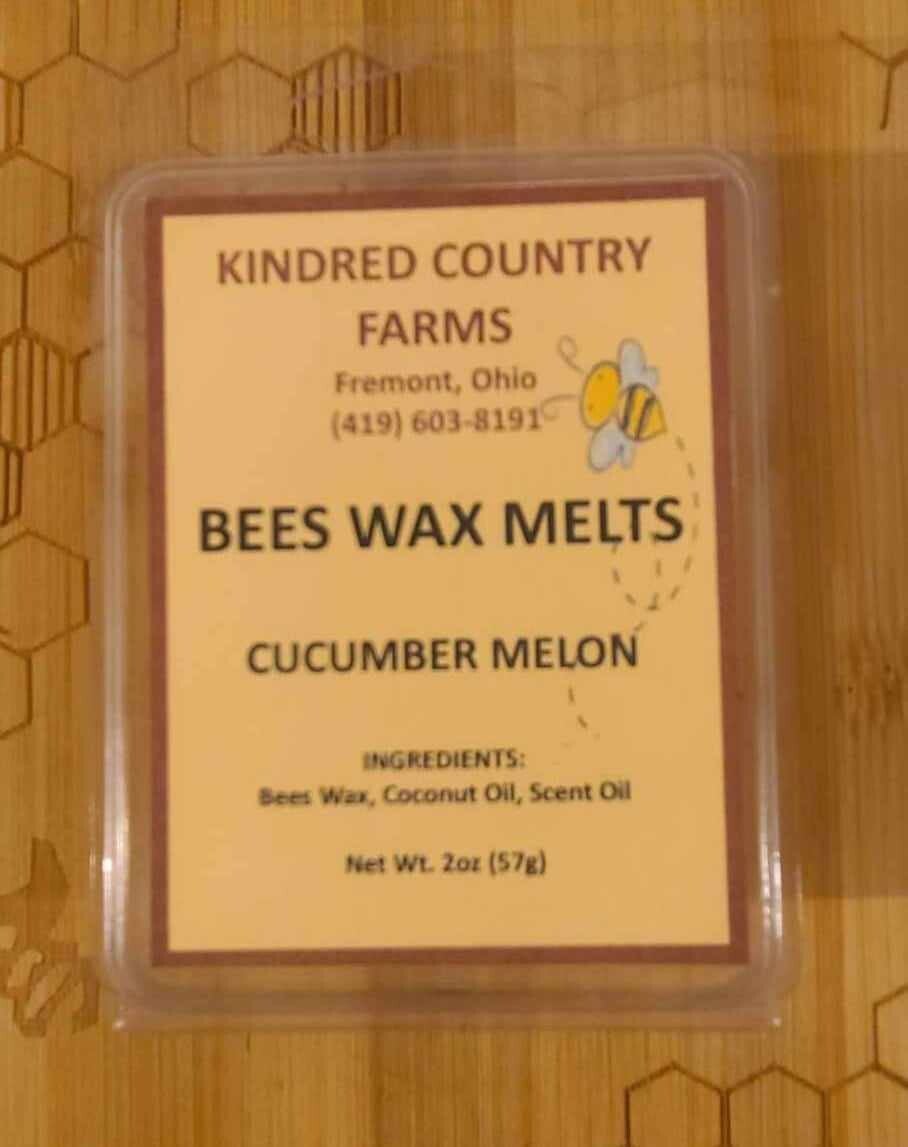 KINDRED COUNTRY
FARMS
Fremont, Ohio
(419) 603-8191
BEES WAX MELTS
CUCUMBER MELON
INGREDIENTS:
Bees Wax, Coconut Oil, Scent Oil
Net Wt. 2oz (57g)